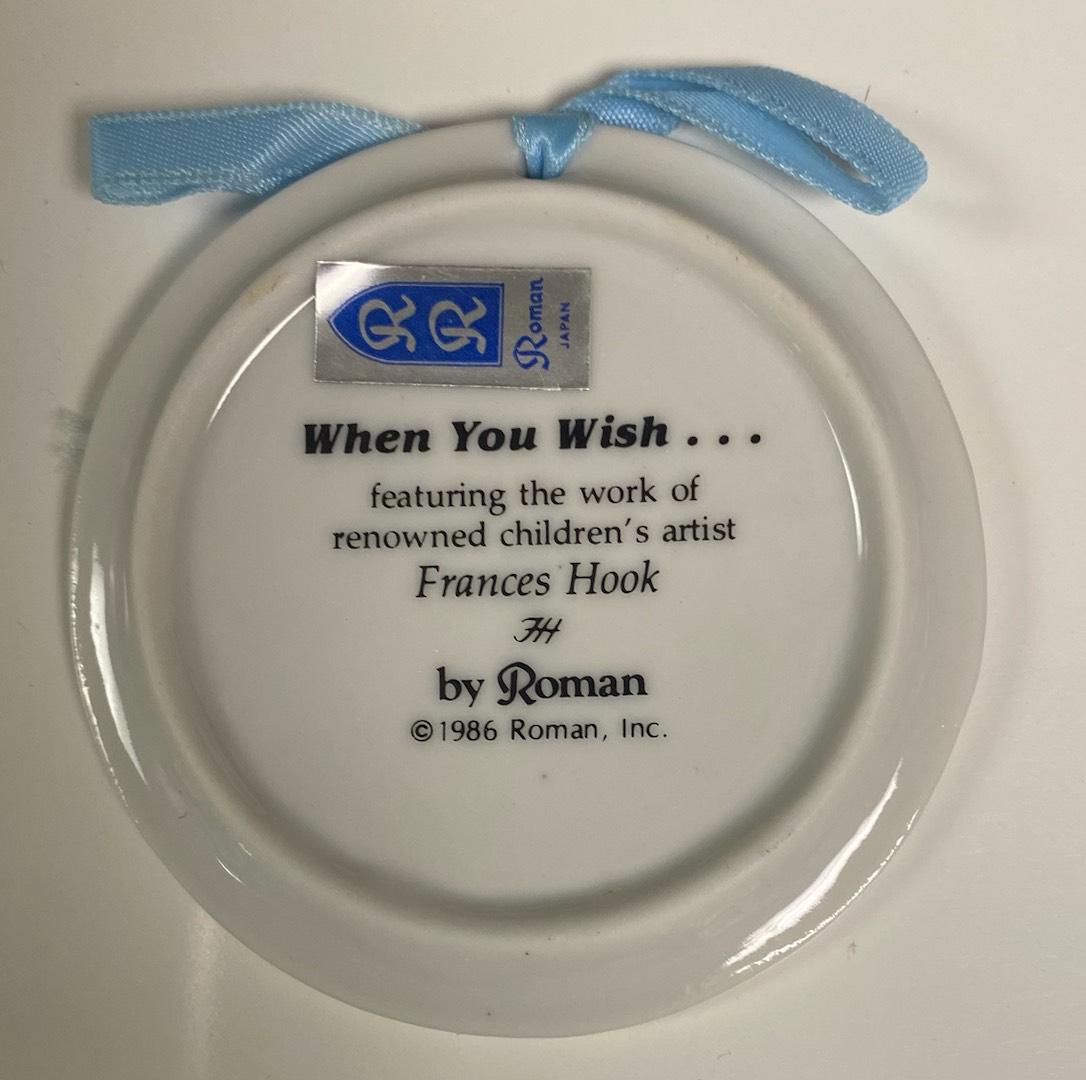 R R
Roman
JAPAN
When You Wish . . .
featuring the work of
renowned children's artist
Frances Hook
FH
by Roman
©1986 Roman, Inc.